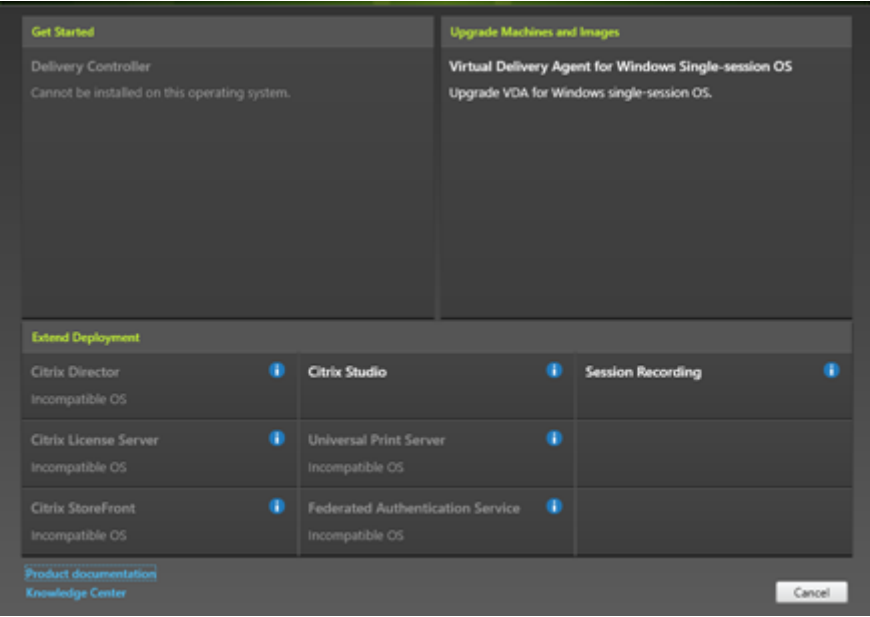 Get Started
Upgrade Machines and Images
Delivery Controller
Cannot be installed on this operating system.
Virtual Delivery Agent for Windows Single-session OS
Upgrade VDA for Windows single-session OS.
Extend Deployment
Citrix Director
Incompatible OS
Citrix Studio
Session Recording
Citrix License Server
Incompatible OS
Universal Print Server
Incompatible OS
Citrix StoreFront
Incompatible OS
Federated Authentication Service
Incompatible OS
Product documentation
Knowledge Center
Cancel